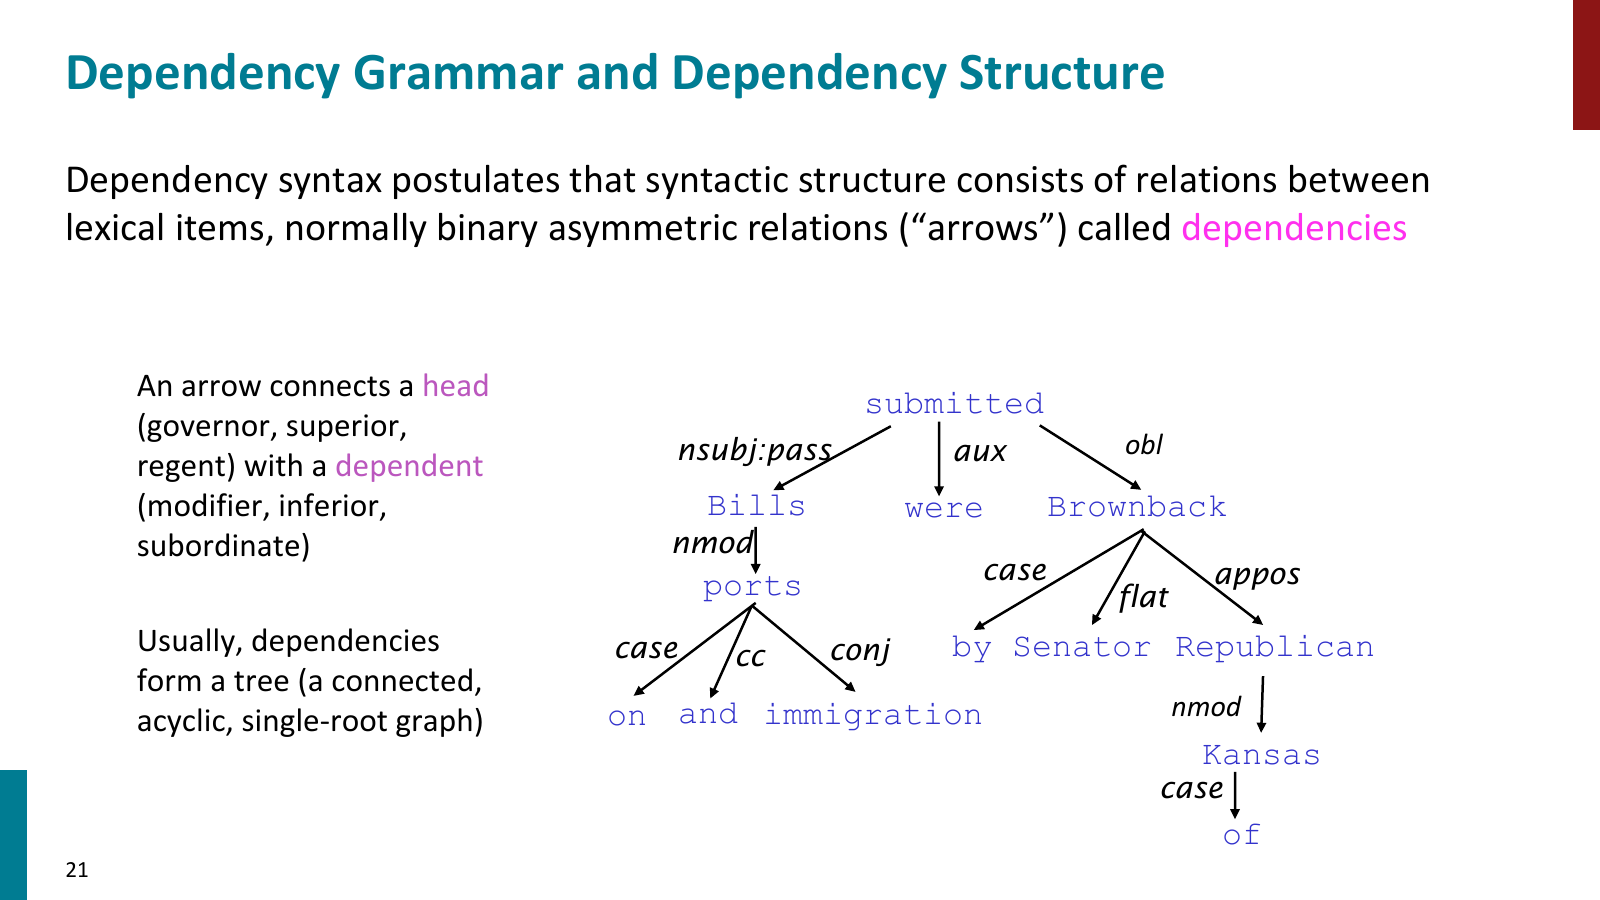 Dependency Grammar and Dependency Structure
Dependency syntax postulates that syntactic structure consists of relations between
lexical items, normally binary asymmetric relations (“arrows”) called dependencies
An arrow connects a head
(governor, superior,
regent) with a dependent
(modifier, inferior,
subordinate)
Usually, dependencies
form a tree (a connected,
acyclic, single-root graph)
submitted
nsubj:pass aux obl
Bills were Brownback
nmod
ports
case flat appos
by Senator Republican
case cc conj
on and immigration
nmod
Kansas
case
of
21